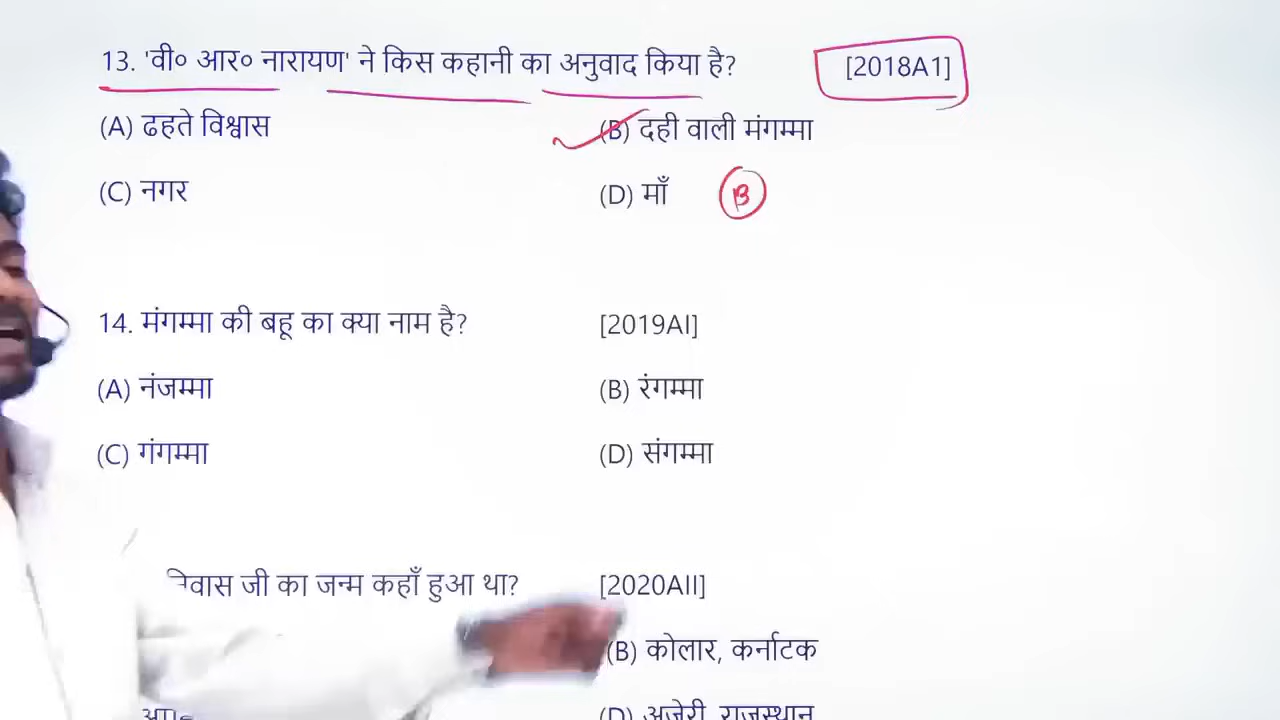 13. 'वी० आर० नारायण' ने किस कहानी का अनुवाद किया है? [2018A1]
(A) ढहते विश्वास (B) दही वाली मंगम्मा
(C) नगर (D) माँ B
14. मंगम्मा की बहू का क्या नाम है? [2019AI]
(A) नंजम्मा (B) रंगम्मा
(C) गंगम्मा (D) संगम्मा
जी का जन्म कहाँ हुआ था? [2020AII]
(B) कोलार, कर्नाटक
(D) राजस्थान